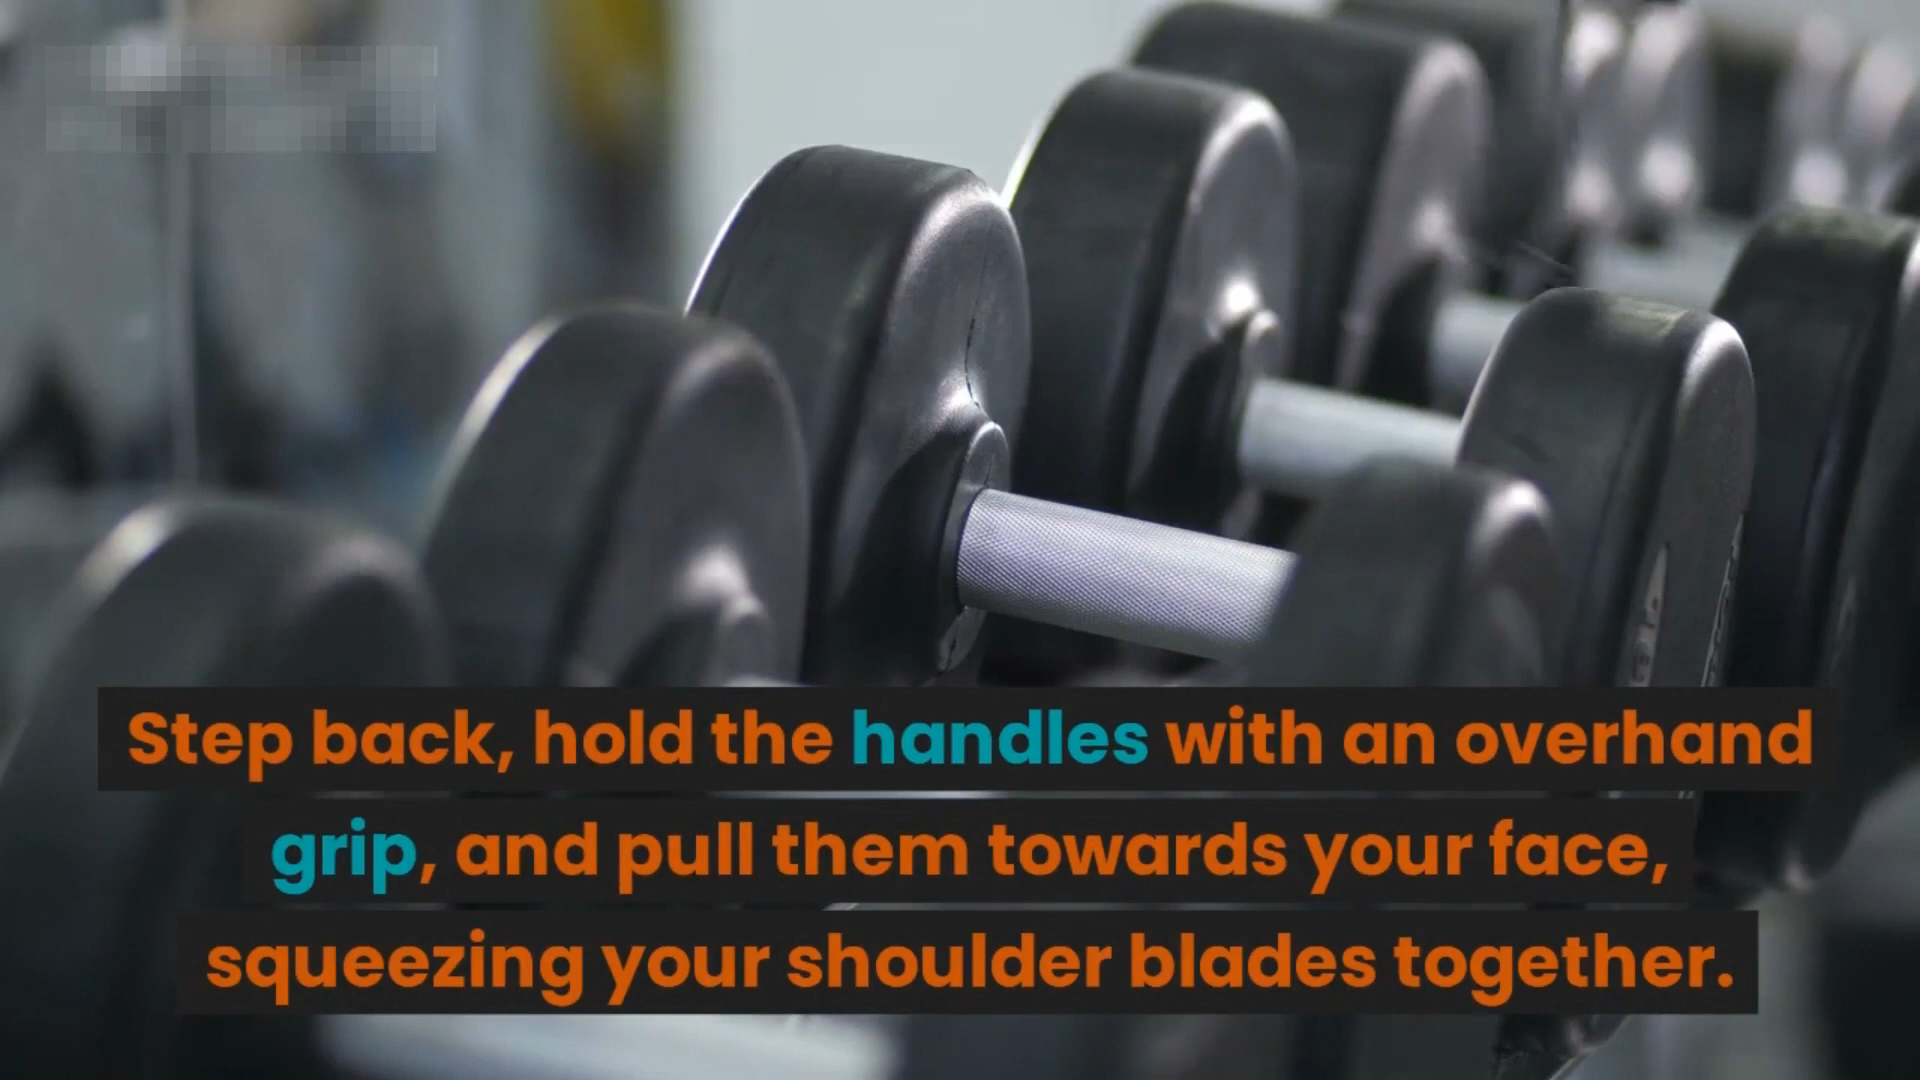 Step back, hold the handles with an overhand
grip, and pull them towards your face,
squeezing your shoulder blades together.